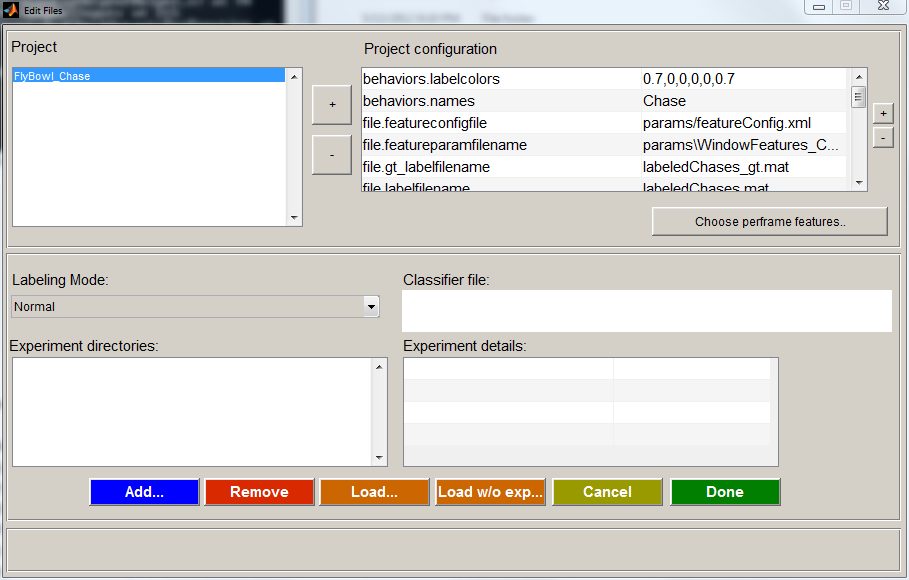 Edit Files
Project
Project configuration
FlyBowl_Chase
behaviors.labelcolors 0.7,0,0,0,0,0.7
behaviors.names Chase
file.featureconfigfile params/featureConfig.xml
file.featureparamfilename params\WindowFeatures_C...
file.gt_labelfilename labeledChases_gt.mat
file.labelfilename labeledChases.mat
+
-
+
-
Choose perframe features..
Labeling Mode:
Classifier file:
Normal
Experiment directories:
Experiment details:
Add...
Remove
Load...
Load w/o exp...
Cancel
Done